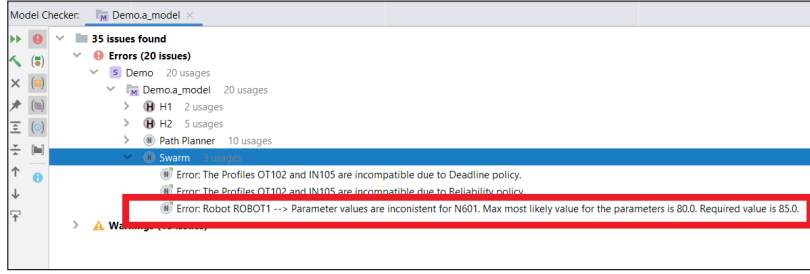 Model Checker: Demo.a_model
35 issues found
Errors (20 issues)
S Demo 20 usages
M Demo.a_model 20 usages
H H1 2 usages
H H2 5 usages
N Path Planner 10 usages
N Swarm 3 usages
N Error: The Profiles OT102 and IN105 are incompatible due to Deadline policy.
N Error: The Profiles OT102 and IN105 are incompatible due to Reliability policy
N Error: Robot ROBOT1 --> Parameter values are inconistent for N601. Max most likely value for the parameters is 80.0. Required value is 85.0.